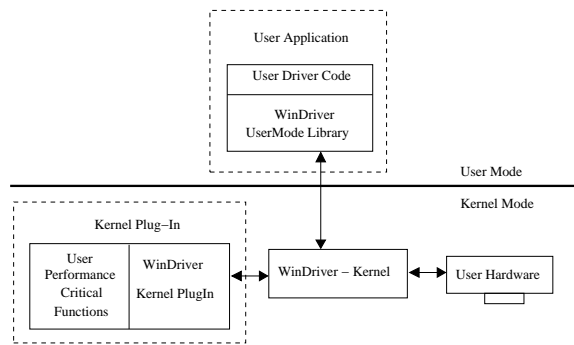 User Application
User Driver Code
WinDriver
UserMode Library
User Mode
Kernel Mode
Kernel Plug-In
User
Performance
Critical
Functions
WinDriver
Kernel PlugIn
WinDriver – Kernel
User Hardware